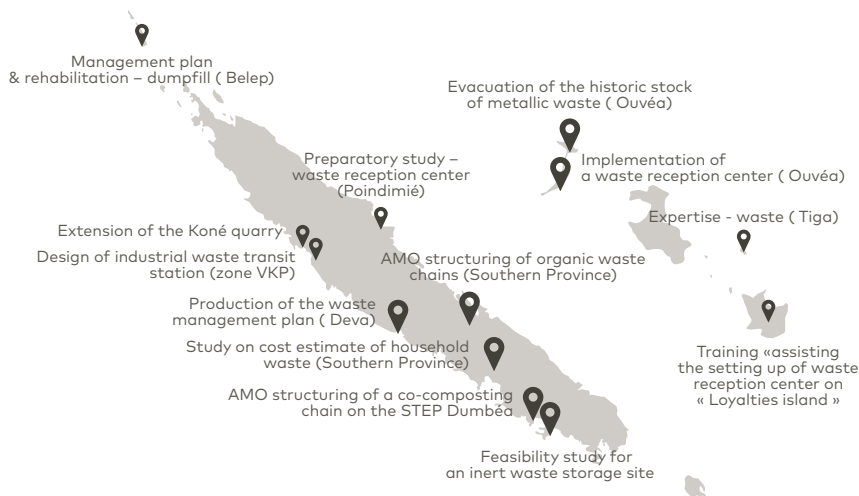 Management plan
& rehabilitation – dumpfill ( Belep)
Evacuation of the historic stock
of metallic waste ( Ouvéa)
Preparatory study –
waste reception center
(Poindimié)
Implementation of
a waste reception center ( Ouvéa)
Expertise - waste ( Tiga)
Extension of the Koné quarry
Design of industrial waste transit
station (zone VKP)
AMO structuring of organic waste
chains (Southern Province)
Production of the waste
management plan ( Deva)
Study on cost estimate of household
waste (Southern Province)
Training «assisting
the setting up of waste
reception center on
« Loyalties island »
AMO structuring of a co-composting
chain on the STEP Dumbéa
Feasibility study for
an inert waste storage site